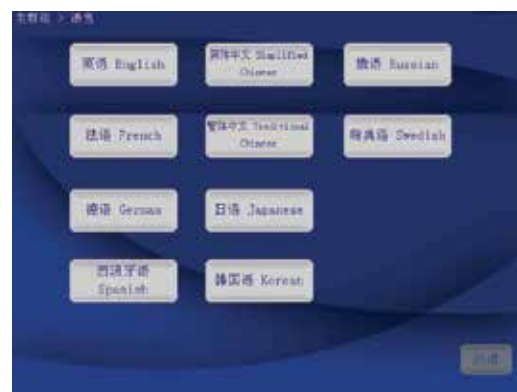 主数据 > 语言
英语 English
简体中文 Simplified
Chinese
俄语 Russian
法语 French
繁体中文 Traditional
Chinese
瑞典语 Swedish
德语 German
日语 Japanese
西班牙语
Spanish
韩国语 Korean